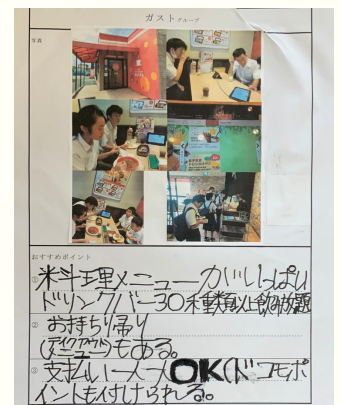 ガストグループ
写真
おすすめポイント
① 料理メニューがいっぱい
ドリンクバー30種類以上飲み放題
② お持ち帰り
(テイクアウトメニュー)もある。
③ 支払い一人一人OK(ドコモポ
イントも付けられる。